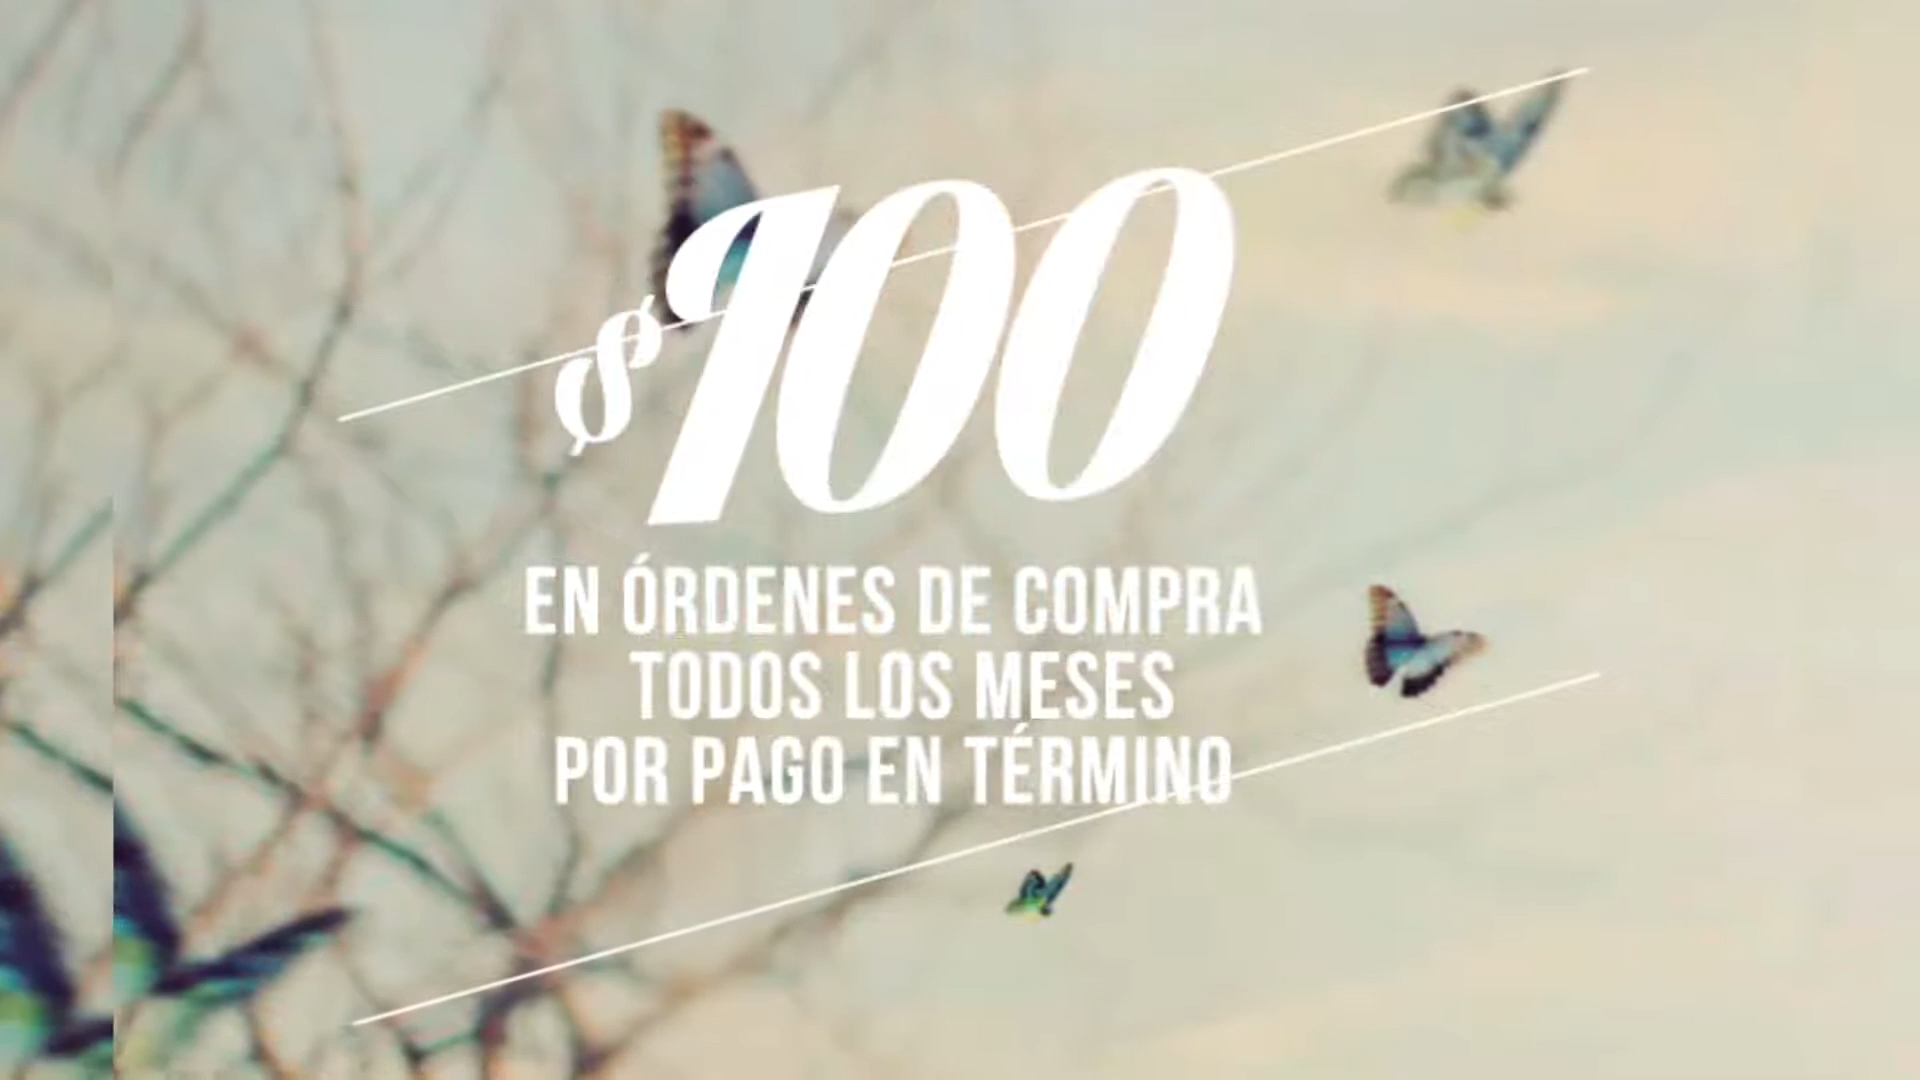 $100
EN ÓRDENES DE COMPRA
TODOS LOS MESES
POR PAGO EN TÉRMINO